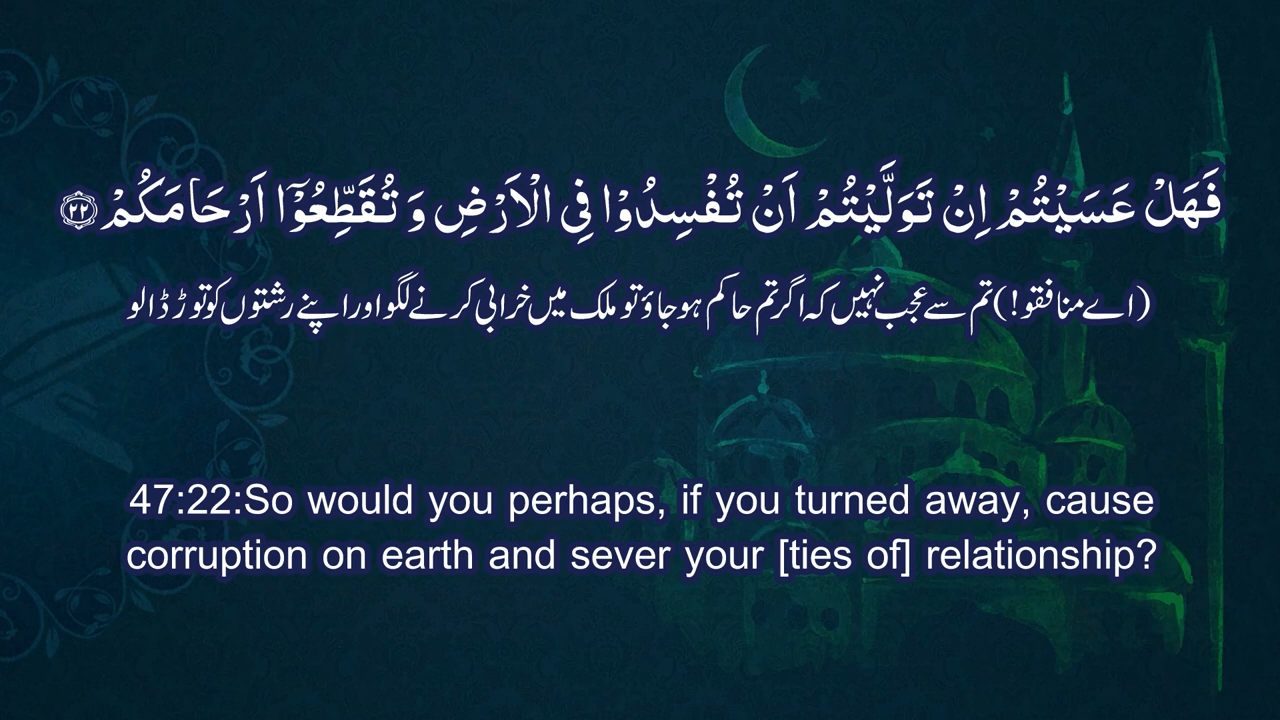 فَهَلْ عَسَيْتُمْ اِنْ تَوَلَّيْتُمْ اَنْ تُفْسِدُوْا فِي الْاَرْضِ وَ تُقَطِّعُوْۤا اَرْحَامَكُمْ ﴿۲۲﴾
(اے منافقو!) تم سے عجب نہیں کہ اگر تم حاکم ہو جاؤ تو ملک میں خرابی کرنے لگو اور اپنے رشتوں کو توڑ ڈالو
47:22:So would you perhaps, if you turned away, cause
corruption on earth and sever your [ties of] relationship?